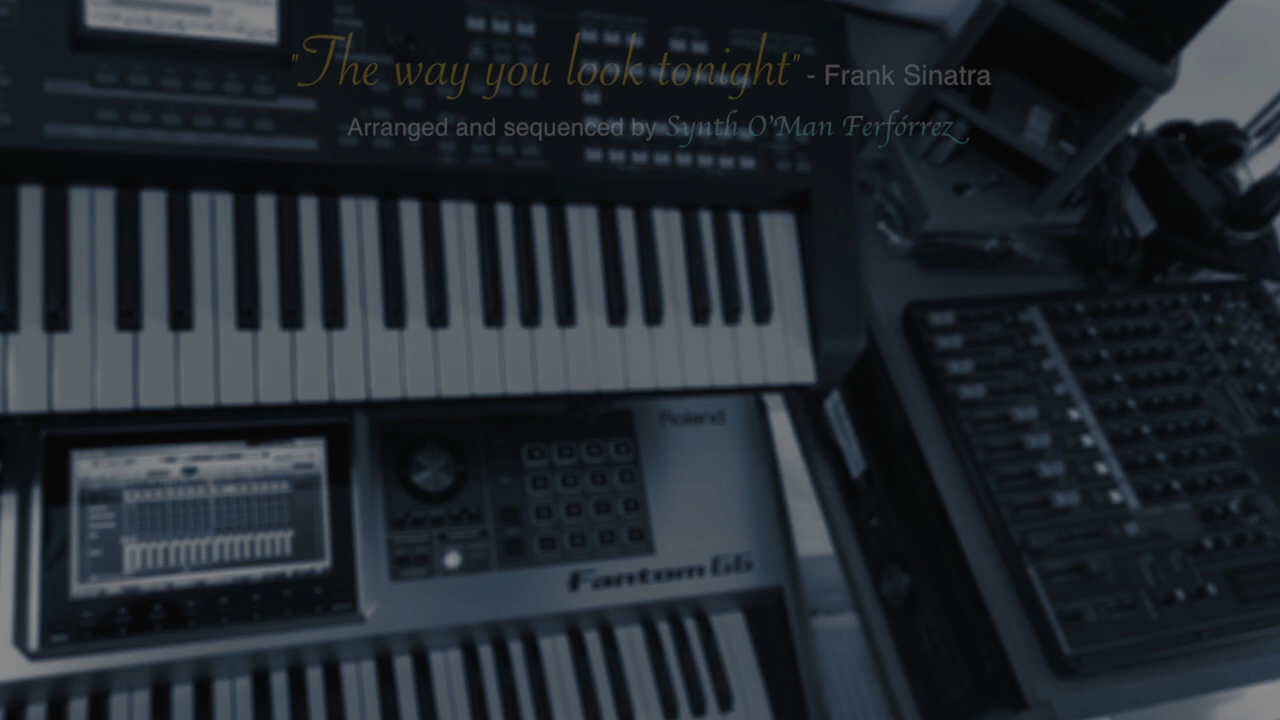 "The way you look tonight" - Frank Sinatra
Arranged and sequenced by Synth O'Man Ferfórrez
Roland
Fantom G6